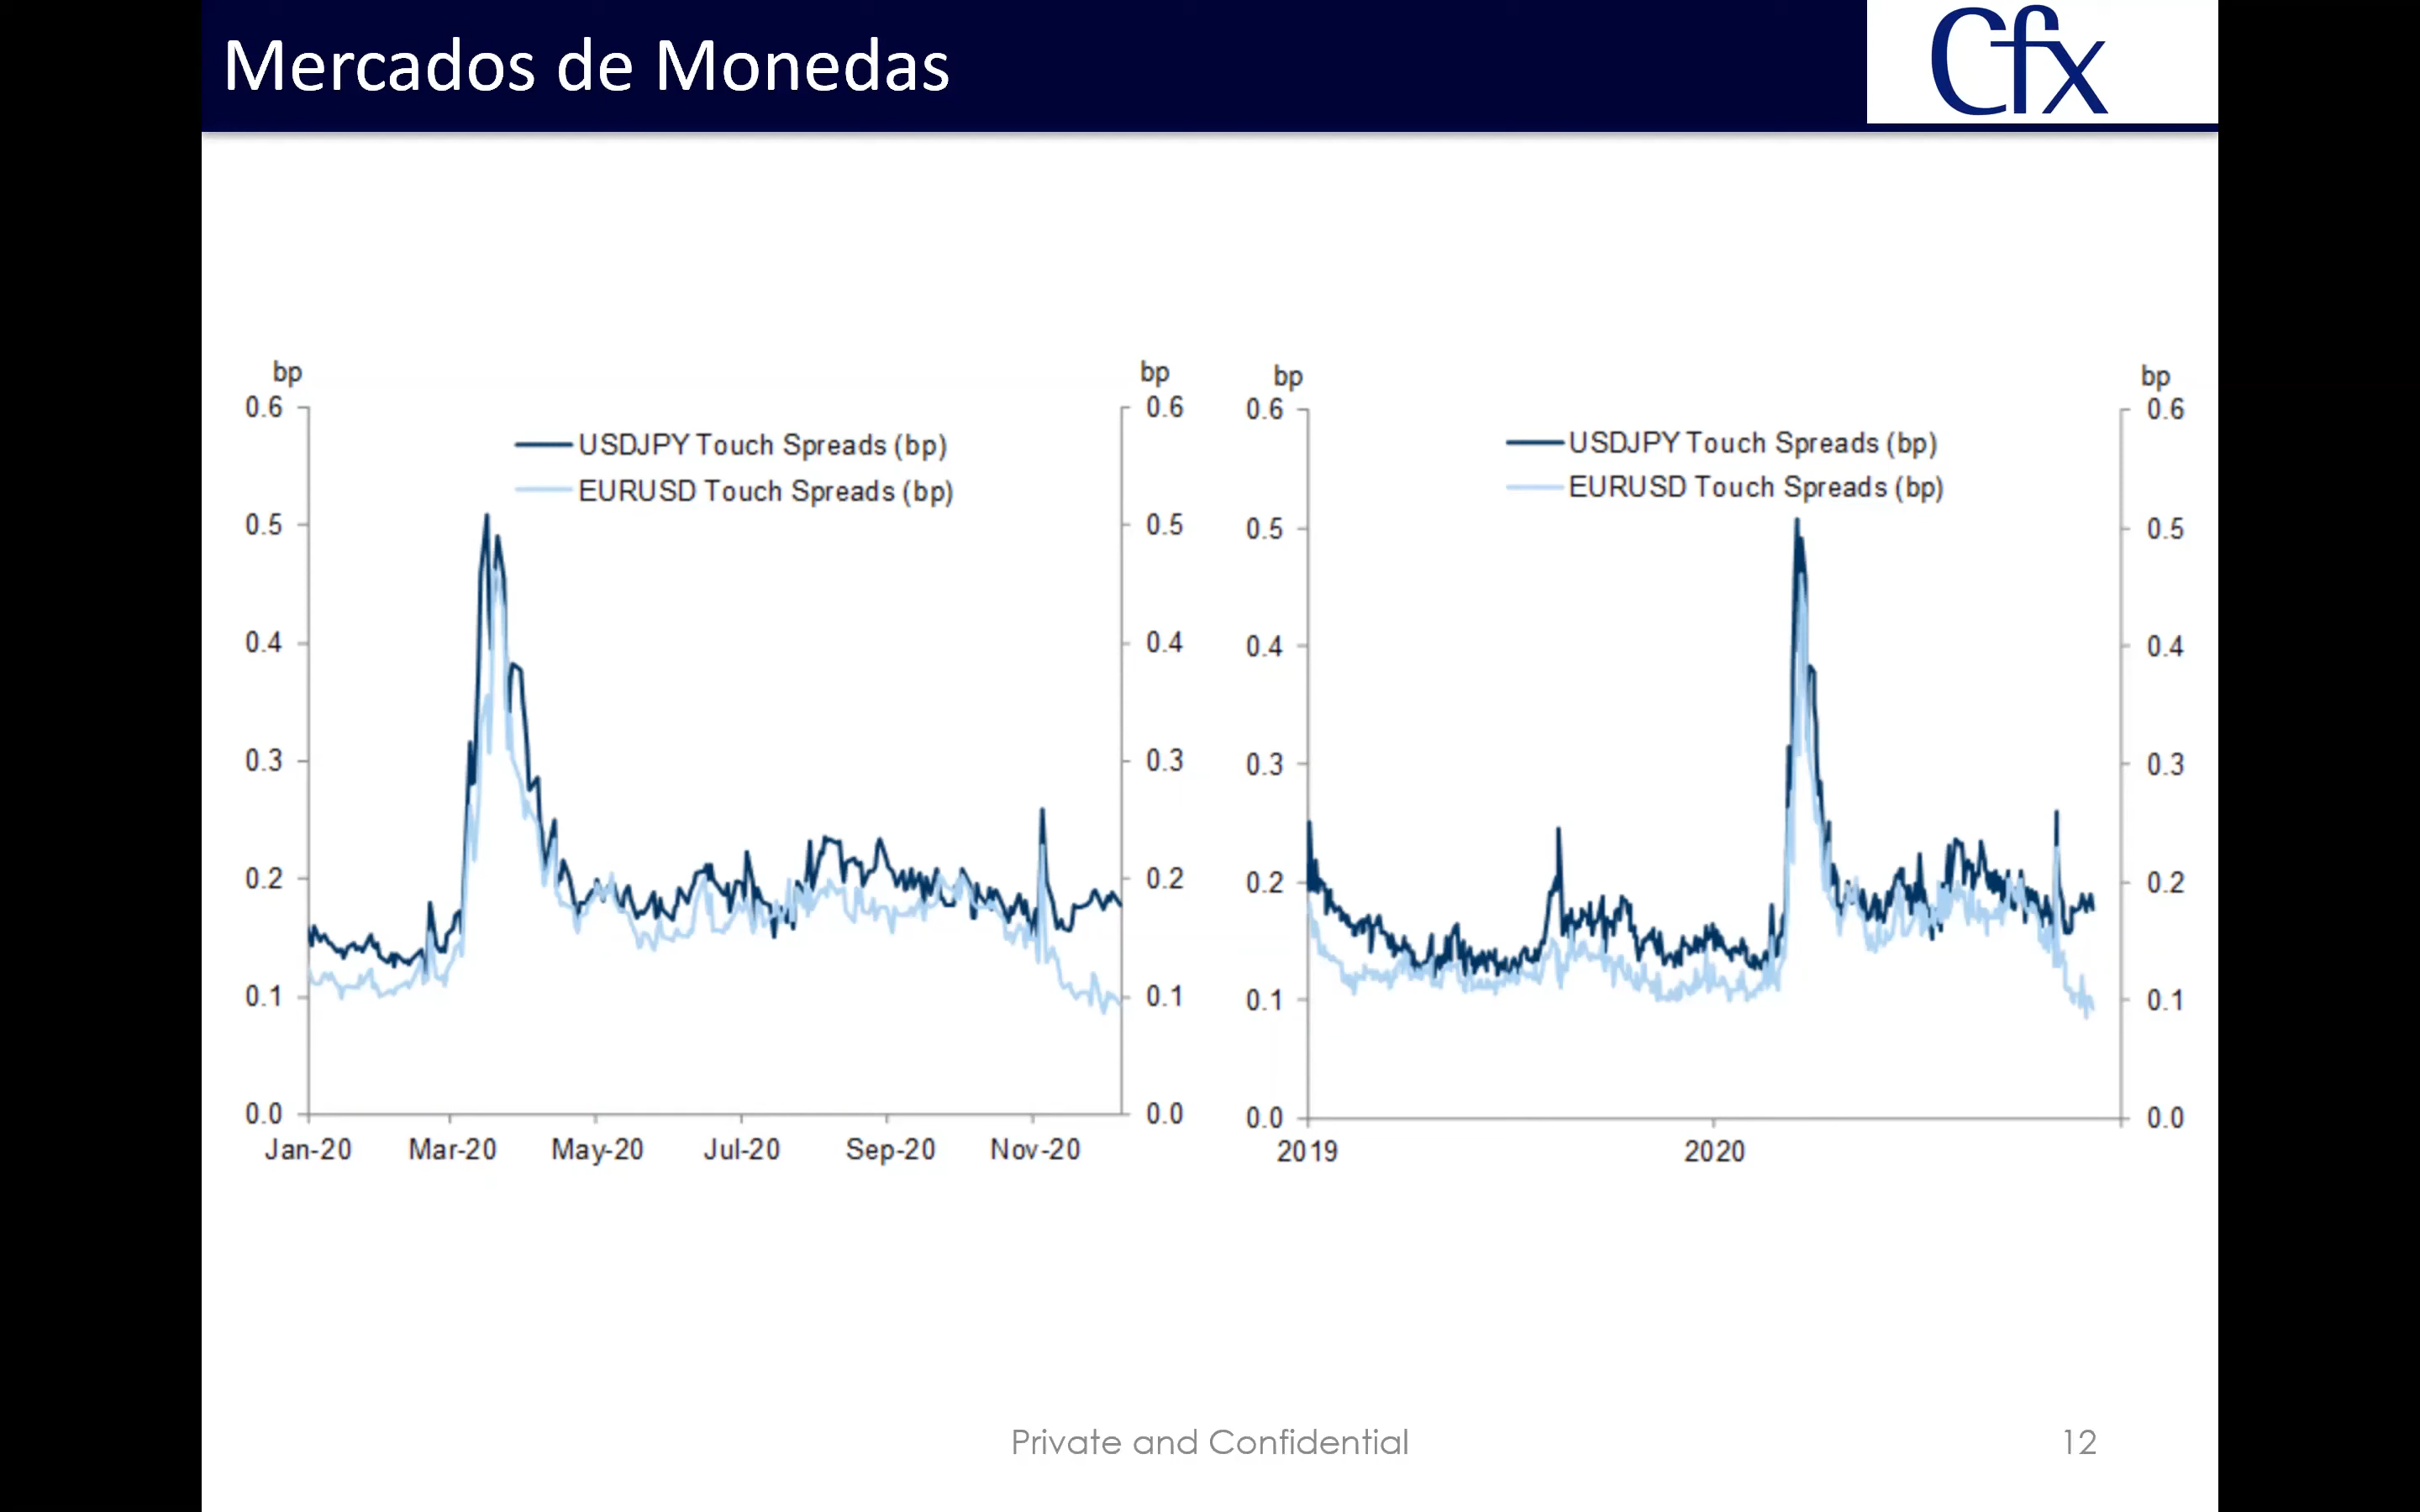 Mercados de Monedas
Cfx
bp
bp
0.6
0.6
USDJPY Touch Spreads (bp)
EURUSD Touch Spreads (bp)
0.5
0.5
0.4
0.4
0.3
0.3
0.2
0.2
0.1
0.1
0.0
0.0
Jan-20 Mar-20 May-20 Jul-20 Sep-20 Nov-20
bp
bp
0.6
0.6
USDJPY Touch Spreads (bp)
EURUSD Touch Spreads (bp)
0.5
0.5
0.4
0.4
0.3
0.3
0.2
0.2
0.1
0.1
0.0
0.0
2019 2020
Private and Confidential
12